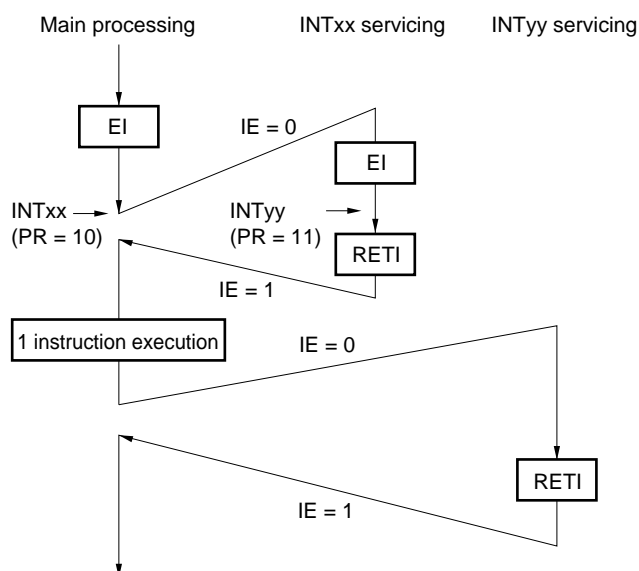 Main processing
INTxx servicing
INTyy servicing
EI
IE = 0
EI
INTxx
(PR = 10)
INTyy
(PR = 11)
RETI
IE = 1
1 instruction execution
IE = 0
RETI
IE = 1